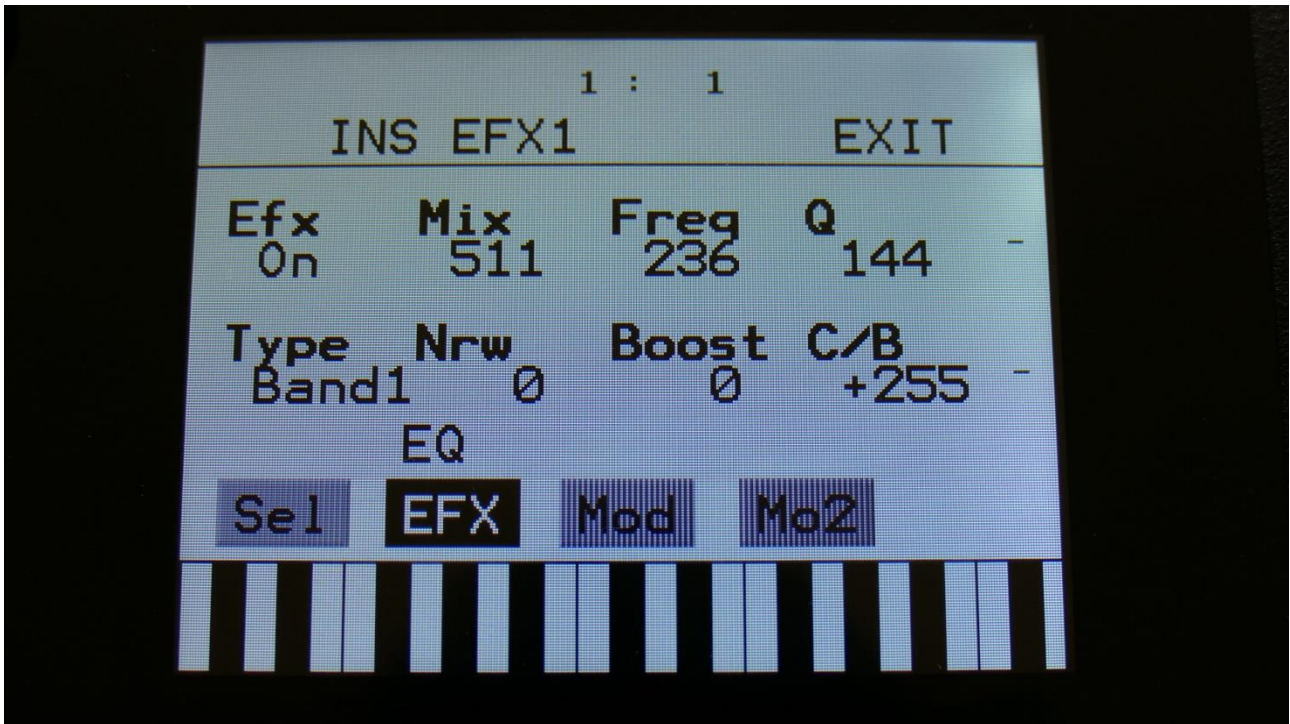 1 : 1
INS EFX1 EXIT
Efx Mix Freq Q
On 511 236 144 -
Type Nrw Boost C/B
Band1 0 0 +255 -
EQ
Sel EFX Mod Mo2